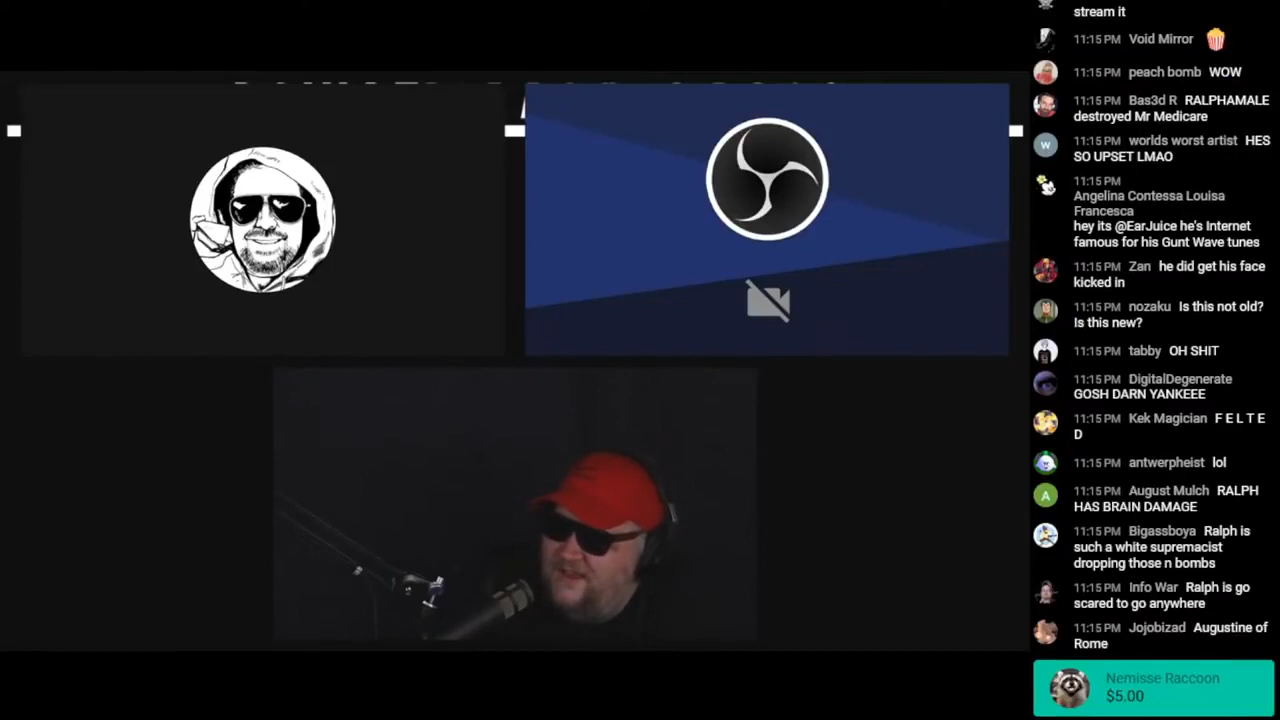 stream it
11:15 PM Void Mirror
11:15 PM peach bomb WOW
11:15 PM Bas3d R RALPHAMALE
destroyed Mr Medicare
W
11:15 PM worlds worst artist HES
SO UPSET LMAO
11:15 PM
Angelina Contessa Louisa
Francesca
hey its @EarJuice he's Internet
famous for his Gunt Wave tunes
11:15 PM Zan he did get his face
kicked in
11:15 PM nozaku Is this not old?
Is this new?
11:15 PM tabby OH SHIT
11:15 PM DigitalDegenerate
GOSH DARN YANKEEE
11:15 PM Kek Magician F E L T E
D
11:15 PM antwerpheist lol
A
11:15 PM August Mulch RALPH
HAS BRAIN DAMAGE
11:15 PM Bigassboya Ralph is
such a white supremacist
dropping those n bombs
11:15 PM Info War Ralph is go
scared to go anywhere
11:15 PM Jojobizad Augustine of
Rome
Nemisse Raccoon
$5.00